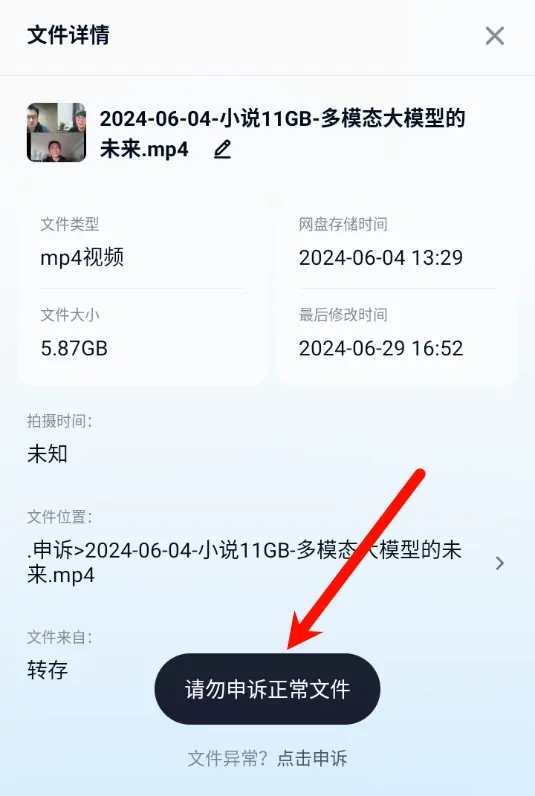 文件详情
2024-06-04-小说11GB-多模态大模型的
未来.mp4
文件类型
mp4视频
网盘存储时间
2024-06-04 13:29
文件大小
5.87GB
最后修改时间
2024-06-29 16:52
拍摄时间:
未知
文件位置:
.申诉>2024-06-04-小说11GB-多模态大模型的未
来.mp4
文件来自:
转存
请勿申诉正常文件
文件异常？点击申诉